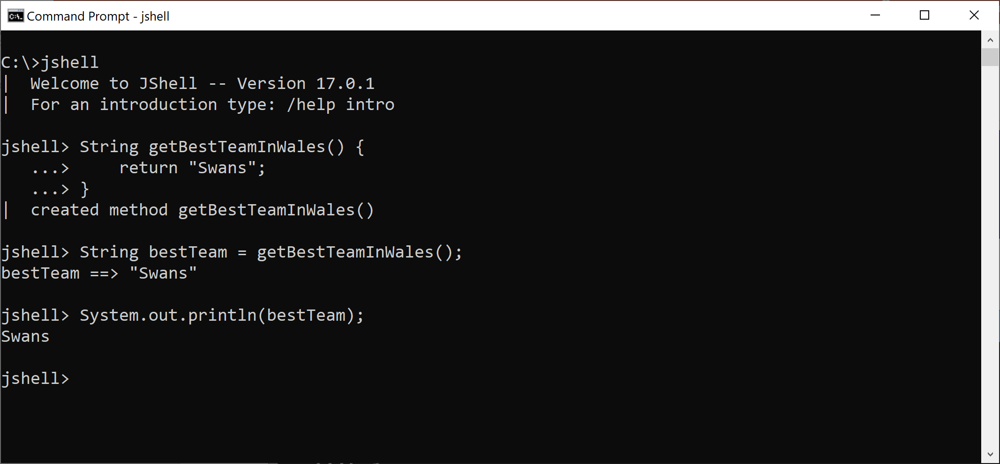 Command Prompt - jshell
C:\>jshell
|  Welcome to JShell -- Version 17.0.1
|  For an introduction type: /help intro
jshell> String getBestTeamInWales() {
   ...>     return "Swans";
   ...> }
|  created method getBestTeamInWales()
jshell> String bestTeam = getBestTeamInWales();
bestTeam ==> "Swans"
jshell> System.out.println(bestTeam);
Swans
jshell>